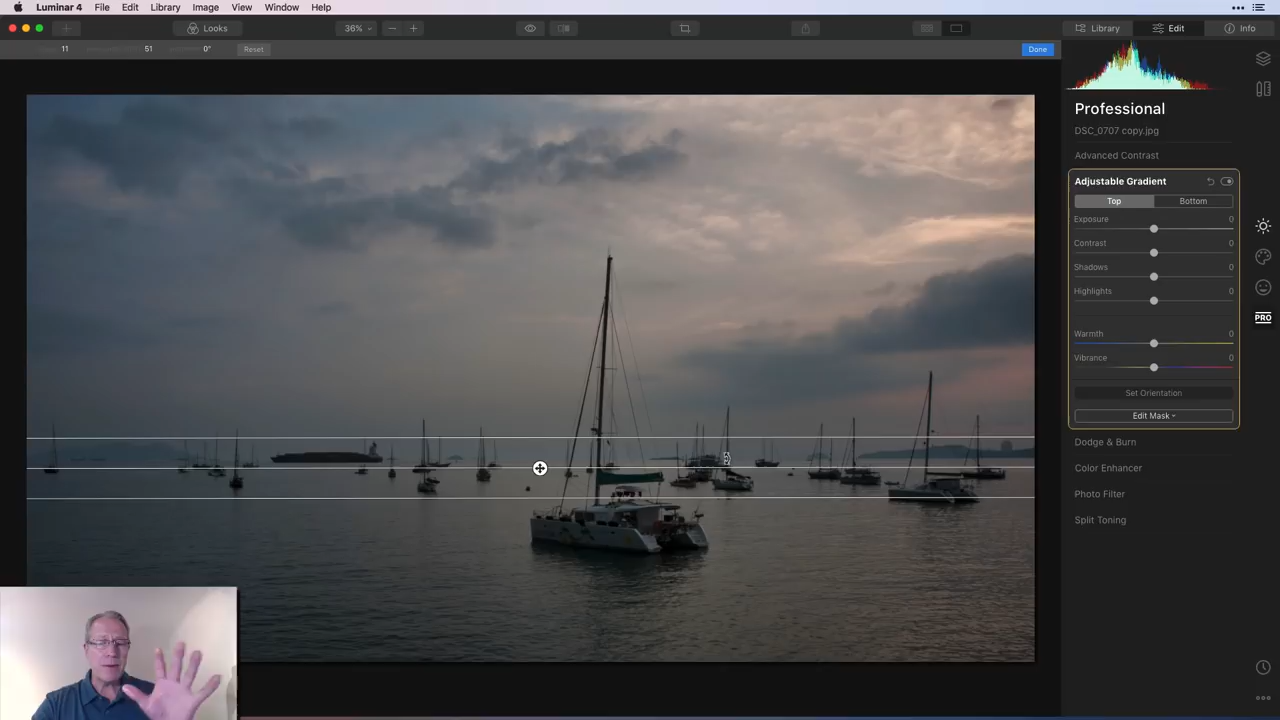 Luminar 4 File Edit Library Image View Window Help
Looks 36% Library Edit Info
11 51 0° Reset Done
Professional
DSC_0707 copy.jpg
Advanced Contrast
Adjustable Gradient
Top Bottom
Exposure 0
Contrast 0
Shadows 0
Highlights 0
Warmth 0
Vibrance 0
Set Orientation
Edit Mask
PRO
Dodge & Burn
Color Enhancer
Photo Filter
Split Toning